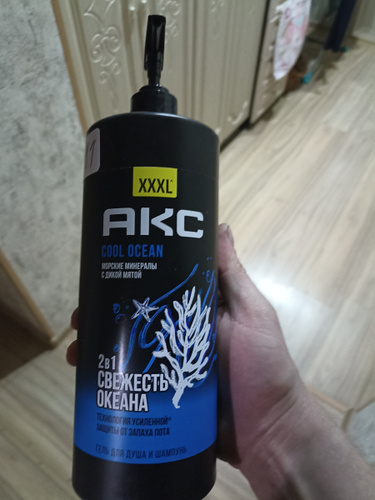 XXXL
АКС
COOL OCEAN
МОРСКИЕ МИНЕРАЛЫ
С ДИКОЙ МЯТОЙ
2в1
СВЕЖЕСТЬ
ОКЕАНА
ТЕХНОЛОГИЯ УСИЛЕННОЙ
ЗАЩИТЫ ОТ ЗАПАХА ПОТА
ГЕЛЬ ДЛЯ ДУША И ШАМПУНЬ